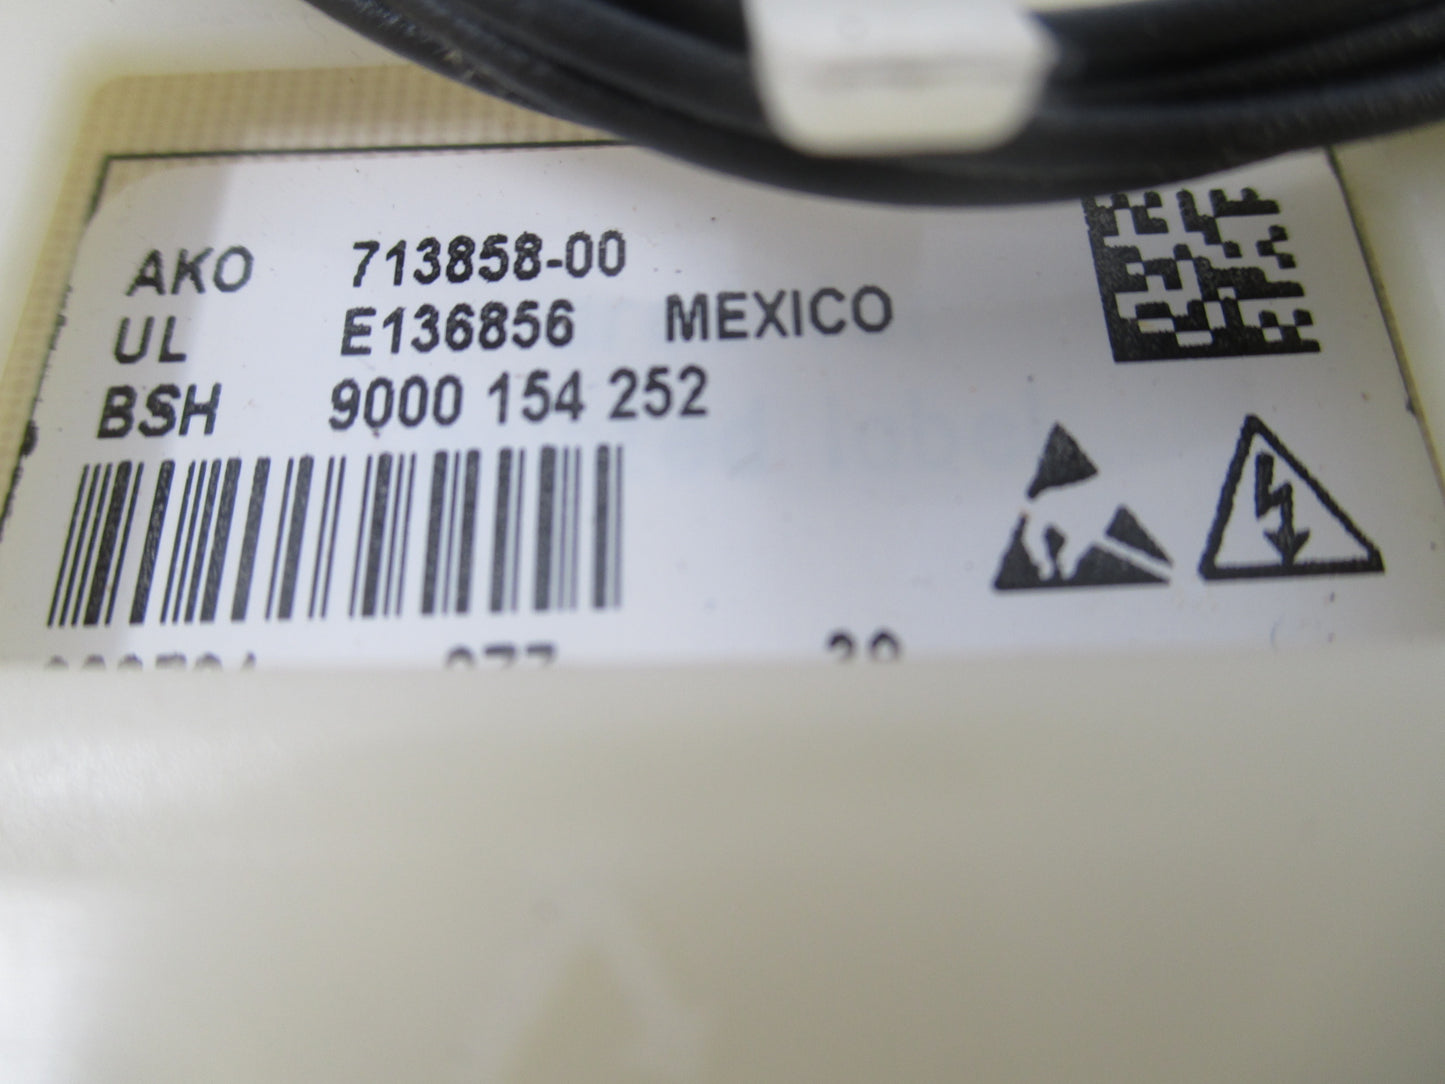 AKO 713858-00
UL E136856 MEXICO
BSH 9000 154 252